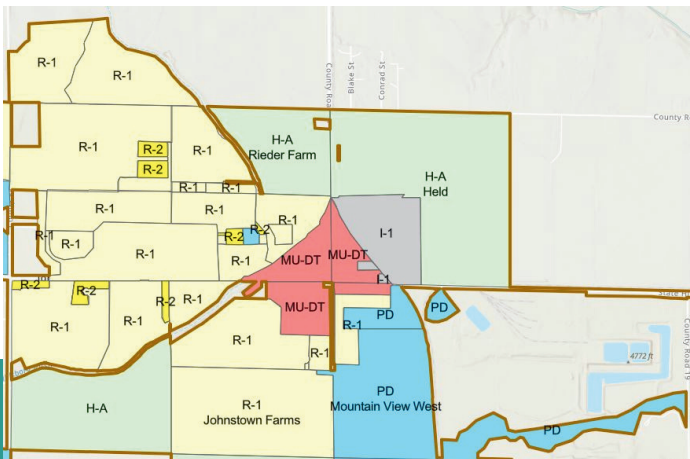 R-1
R-1
County Roa
Blake St
Conrad St
County R
H-A
Rieder Farm
R-1
R-2
R-1
R-2
H-A
Held
R-1
R-1
R-1
R-1
R-1
R-2
R-2
R-1
R-1
R-1
I-1
R-1
R-1
MU-DT
MU-DT
I-1
R-2
R-2
R-2
R-1
MU-DT
PD
PD
R-1
R-1
R-1
R-1
R-1
4772 ft
County Road 19
PD
Mountain View West
R-1
Johnstown Farms
H-A
PD